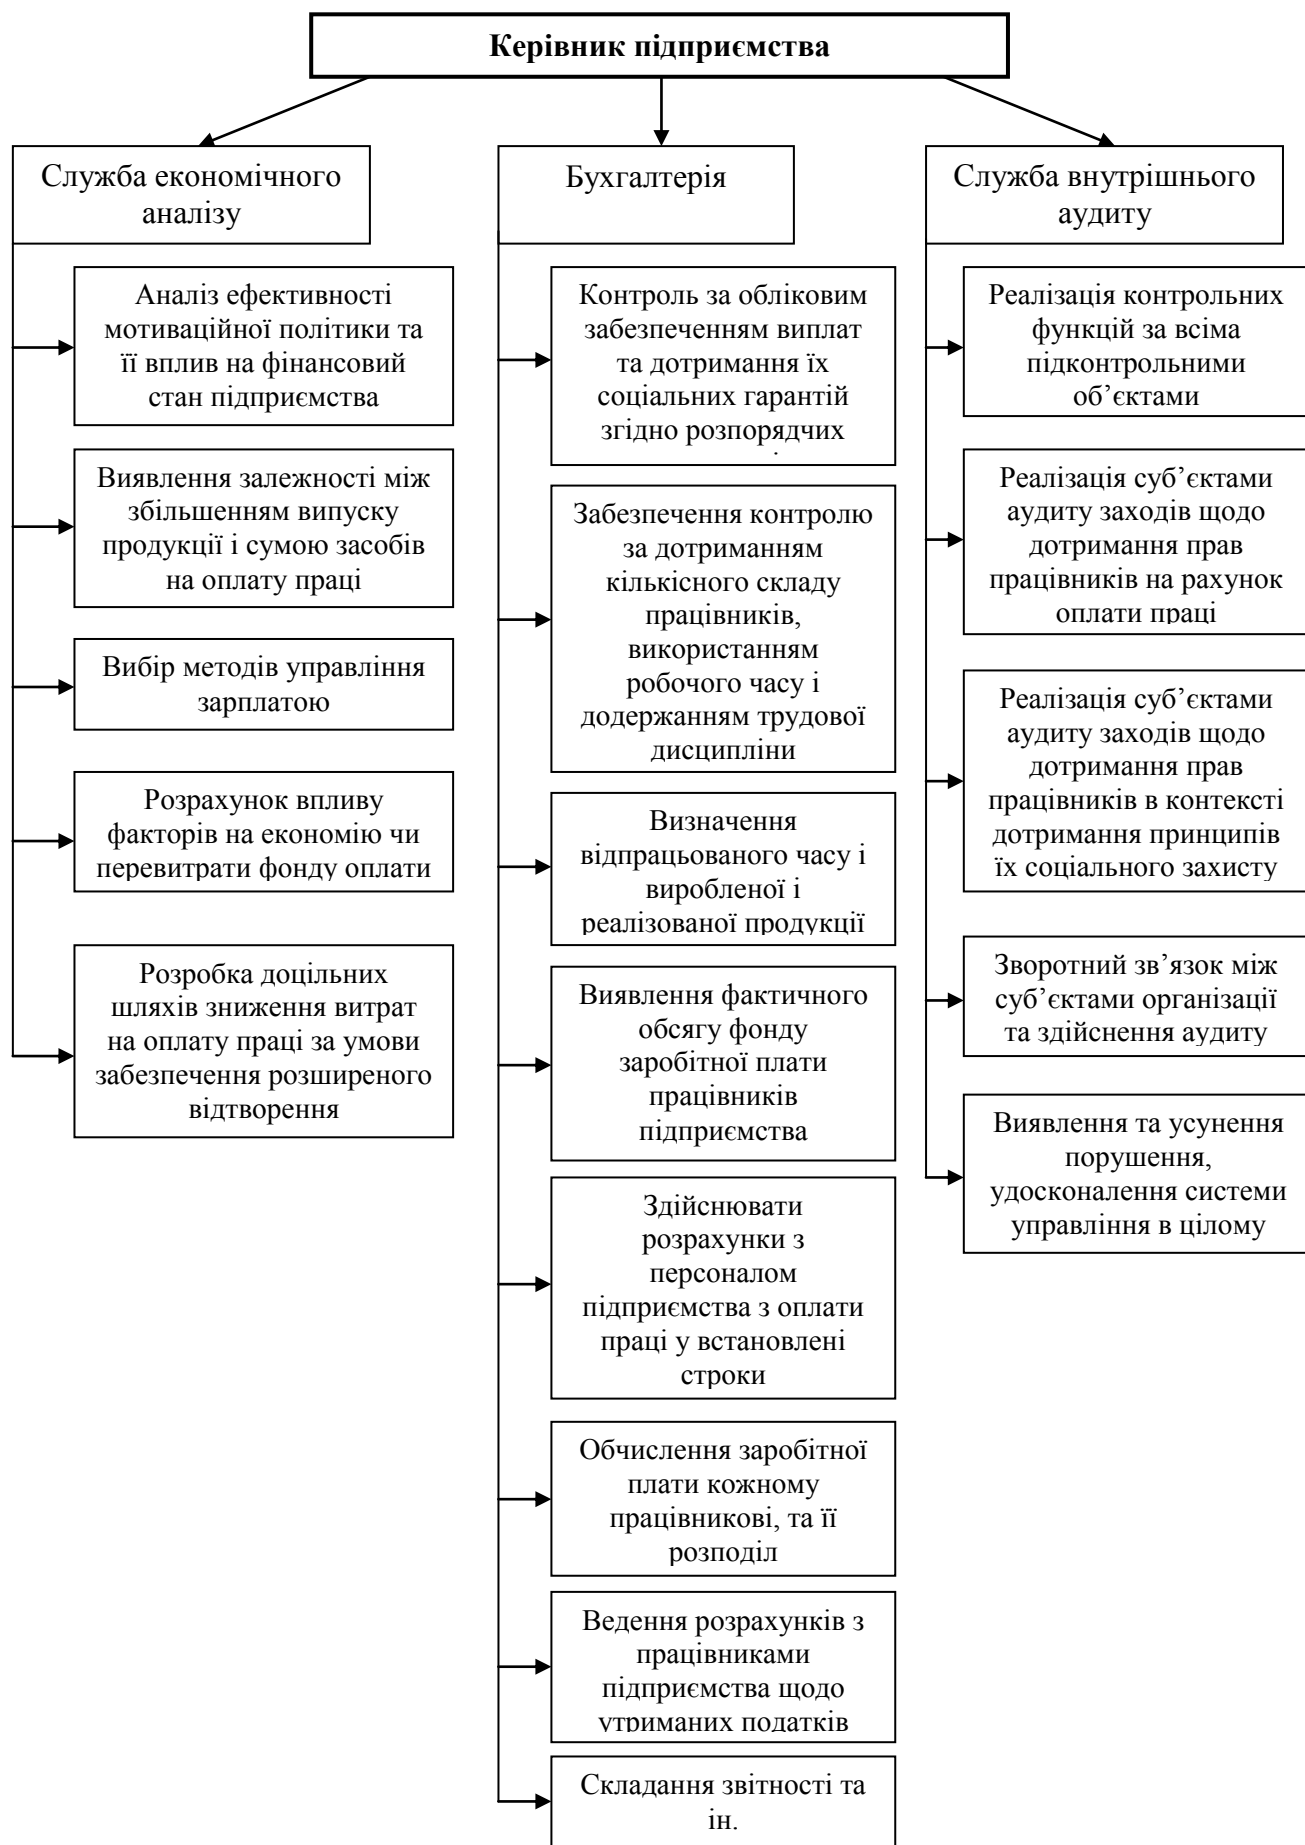 Керівник підприємства
Служба економічного
аналізу
Аналіз ефективності
мотиваційної політики та
її вплив на фінансовий
стан підприємства
Виявлення залежності між
збільшенням випуску
продукції і сумою засобів
на оплату праці
Вибір методів управління
зарплатою
Розрахунок впливу
факторів на економію чи
перевитрати фонду оплати
Розробка доцільних
шляхів зниження витрат
на оплату праці за умови
забезпечення розширеного
відтворення
Бухгалтерія
Контроль за обліковим
забезпеченням виплат
та дотримання їх
соціальних гарантій
згідно розпорядчих
Забезпечення контролю
за дотриманням
кількісного складу
працівників,
використанням
робочого часу і
додержанням трудової
дисципліни
Визначення
відпрацьованого часу і
виробленої і
реалізованої продукції
Виявлення фактичного
обсягу фонду
заробітної плати
працівників
підприємства
Здійснювати
розрахунки з
персоналом
підприємства з оплати
праці у встановлені
строки
Обчислення заробітної
плати кожному
працівникові, та її
розподіл
Ведення розрахунків з
працівниками
підприємства щодо
утриманих податків
Складання звітності та
ін.
Служба внутрішнього
аудиту
Реалізація контрольних
функцій за всіма
підконтрольними
об’єктами
Реалізація суб’єктами
аудиту заходів щодо
дотримання прав
працівників на рахунок
оплати праці
Реалізація суб’єктами
аудиту заходів щодо
дотримання прав
працівників в контексті
дотримання принципів
їх соціального захисту
Зворотний зв’язок між
суб’єктами організації
та здійснення аудиту
Виявлення та усунення
порушення,
удосконалення системи
управління в цілому